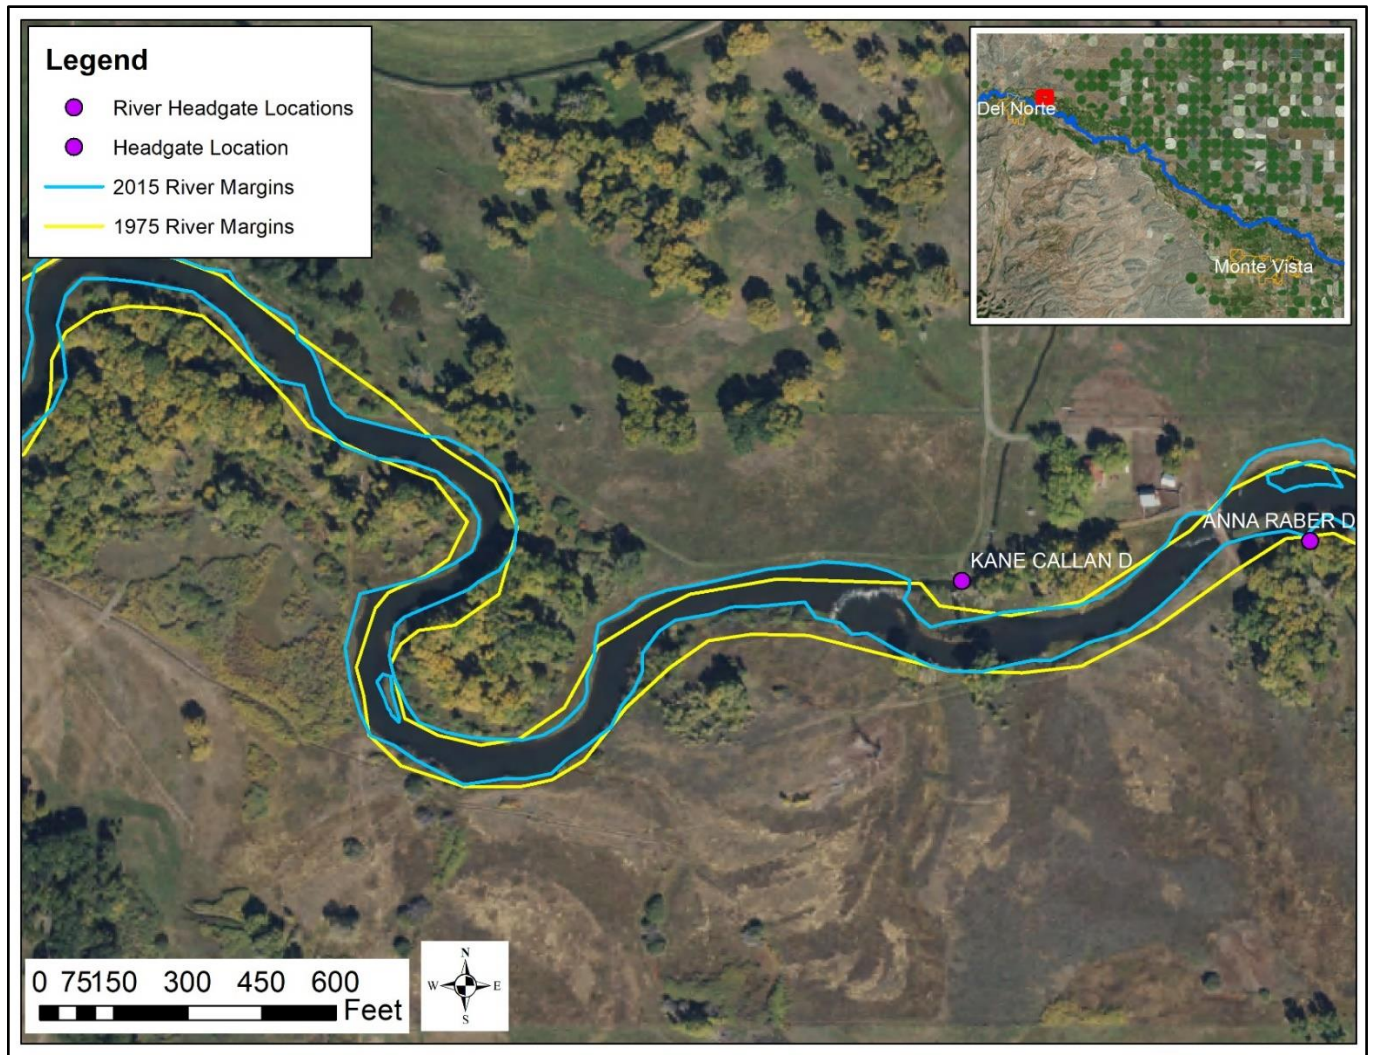 Legend
River Headgate Locations
Headgate Location
2015 River Margins
1975 River Margins
Del Norte
Monte Vista
ANNA RABER D
KANE CALLAN D
N
W E
S
0 75150 300 450 600
Feet